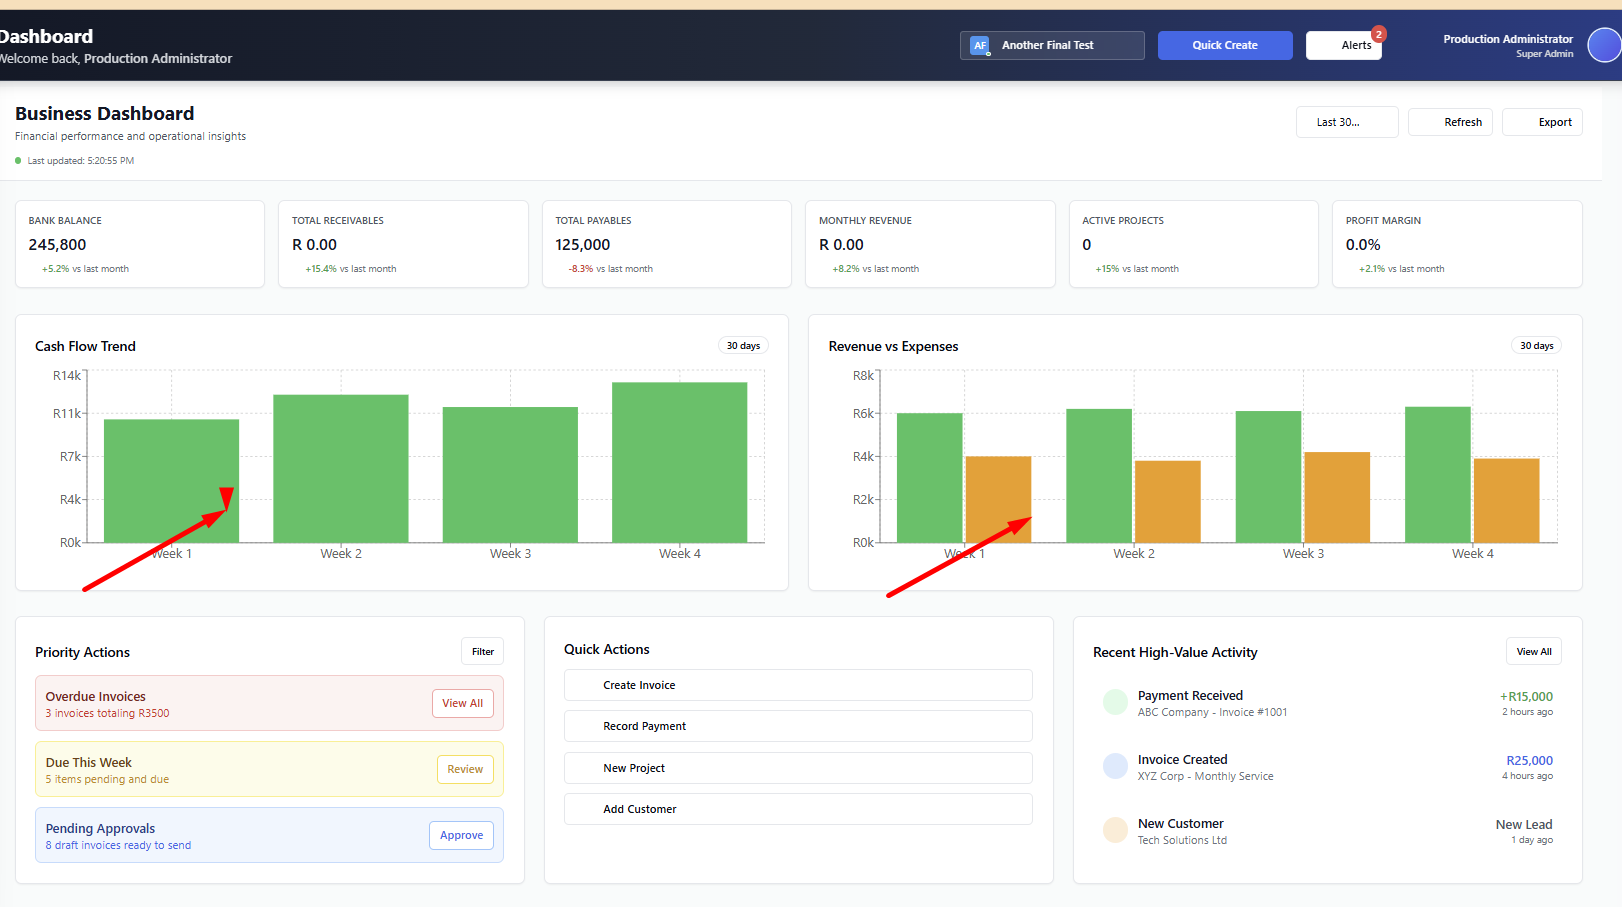 Dashboard
Welcome back, Production Administrator
AF Another Final Test
Quick Create
Alerts
2
Production Administrator
Super Admin
Business Dashboard
Financial performance and operational insights
Last updated: 5:20:55 PM
Last 30...
Refresh
Export
BANK BALANCE
245,800
+5.2% vs last month
TOTAL RECEIVABLES
R 0.00
+15.4% vs last month
TOTAL PAYABLES
125,000
-8.3% vs last month
MONTHLY REVENUE
R 0.00
+8.2% vs last month
ACTIVE PROJECTS
0
+15% vs last month
PROFIT MARGIN
0.0%
+2.1% vs last month
Cash Flow Trend
30 days
R14k
R11k
R7k
R4k
R0k
Week 1 Week 2 Week 3 Week 4
Revenue vs Expenses
30 days
R8k
R6k
R4k
R2k
R0k
Week 1 Week 2 Week 3 Week 4
Priority Actions
Filter
Overdue Invoices
3 invoices totaling R3500
View All
Due This Week
5 items pending and due
Review
Pending Approvals
8 draft invoices ready to send
Approve
Quick Actions
Create Invoice
Record Payment
New Project
Add Customer
Recent High-Value Activity
View All
Payment Received
ABC Company - Invoice #1001
+R15,000
2 hours ago
Invoice Created
XYZ Corp - Monthly Service
R25,000
4 hours ago
New Customer
Tech Solutions Ltd
New Lead
1 day ago